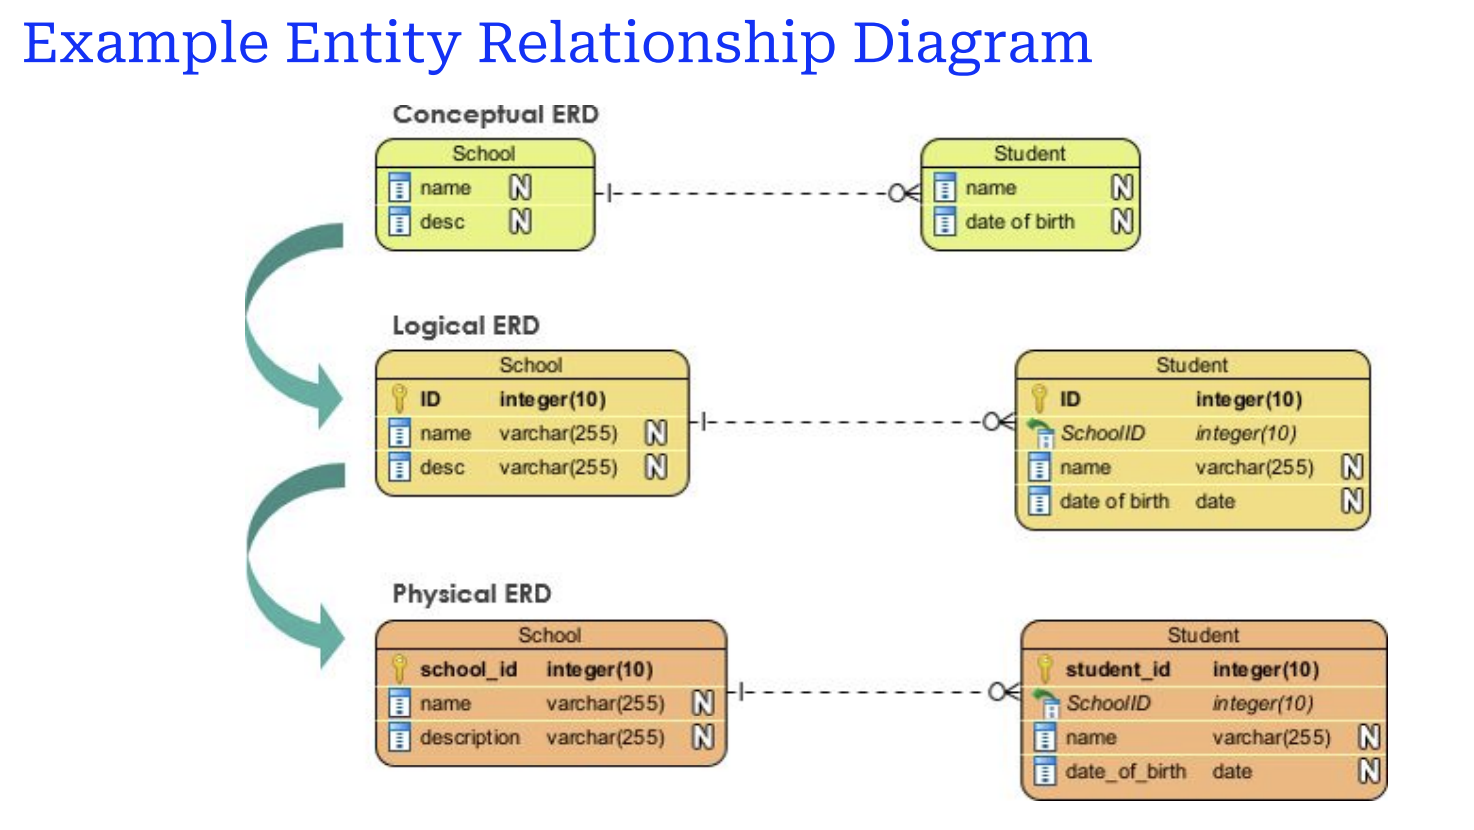 Example Entity Relationship Diagram
Conceptual ERD
School
name N
desc N
Student
name N
date of birth N
Logical ERD
School
ID integer(10)
name varchar(255) N
desc varchar(255) N
Student
ID integer(10)
SchoolID integer(10)
name varchar(255) N
date of birth date N
Physical ERD
School
school_id integer(10)
name varchar(255) N
description varchar(255) N
Student
student_id integer(10)
SchoolID integer(10)
name varchar(255) N
date_of_birth date N